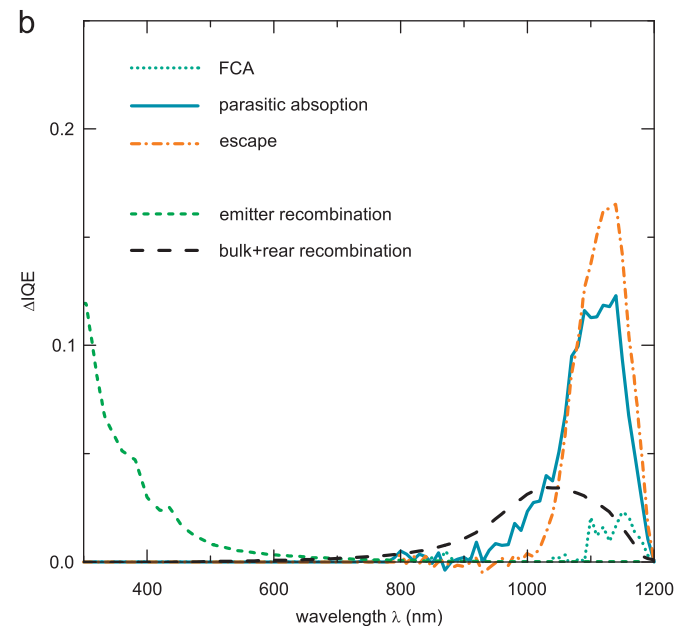 b
FCA
parasitic absoption
escape
emitter recombination
bulk+rear recombination
ΔIQE
0.2
0.1
0.0
400 600 800 1000 1200
wavelength λ (nm)